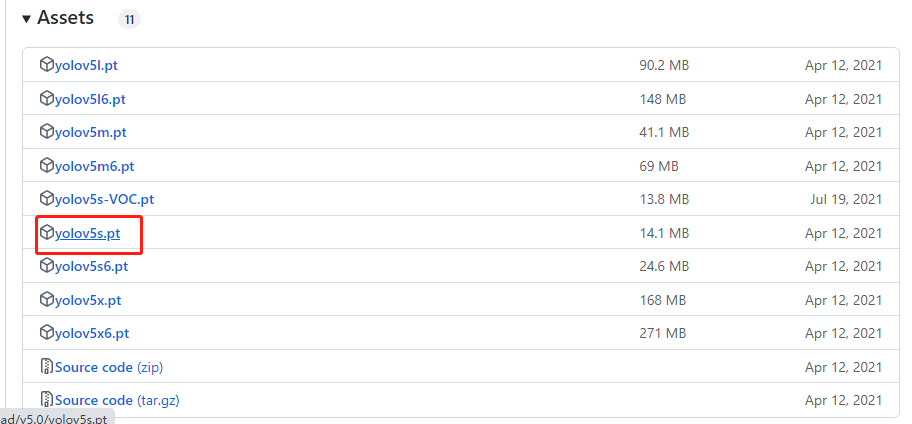 Assets 11
yolov5l.pt 90.2 MB Apr 12, 2021
yolov5l6.pt 148 MB Apr 12, 2021
yolov5m.pt 41.1 MB Apr 12, 2021
yolov5m6.pt 69 MB Apr 12, 2021
yolov5s-VOC.pt 13.8 MB Jul 19, 2021
yolov5s.pt 14.1 MB Apr 12, 2021
yolov5s6.pt 24.6 MB Apr 12, 2021
yolov5x.pt 168 MB Apr 12, 2021
yolov5x6.pt 271 MB Apr 12, 2021
Source code (zip) Apr 12, 2021
Source code (tar.gz) Apr 12, 2021
ad/v5.0/yolov5s.pt